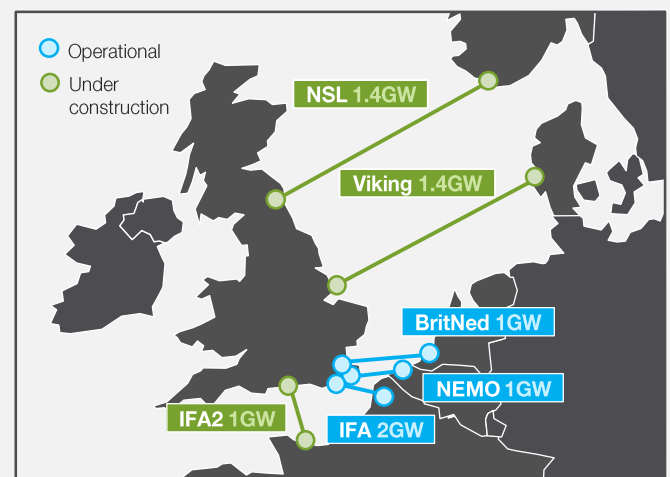 Operational
Under
construction
NSL 1.4GW
Viking 1.4GW
BritNed 1GW
NEMO 1GW
IFA2 1GW
IFA 2GW